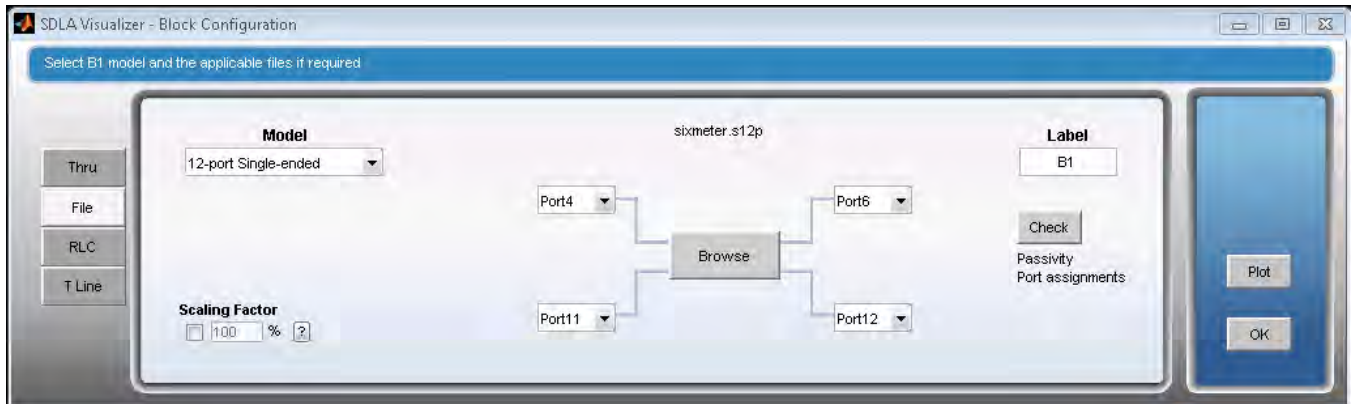 SDLA Visualizer - Block Configuration
Select B1 model and the applicable files if required
Thru
File
RLC
T Line
Model
12-port Single-ended
Scaling Factor
100 % ?
sixmeter.s12p
Port4
Port6
Browse
Port11
Port12
Label
B1
Check
Passivity
Port assignments
Plot
OK